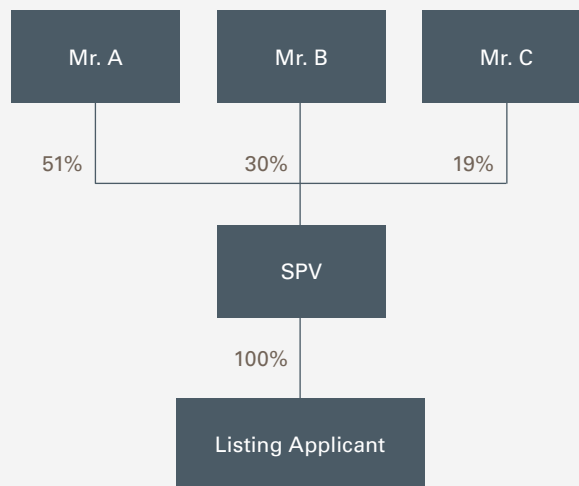 Mr. A
Mr. B
Mr. C
51%
30%
19%
SPV
100%
Listing Applicant